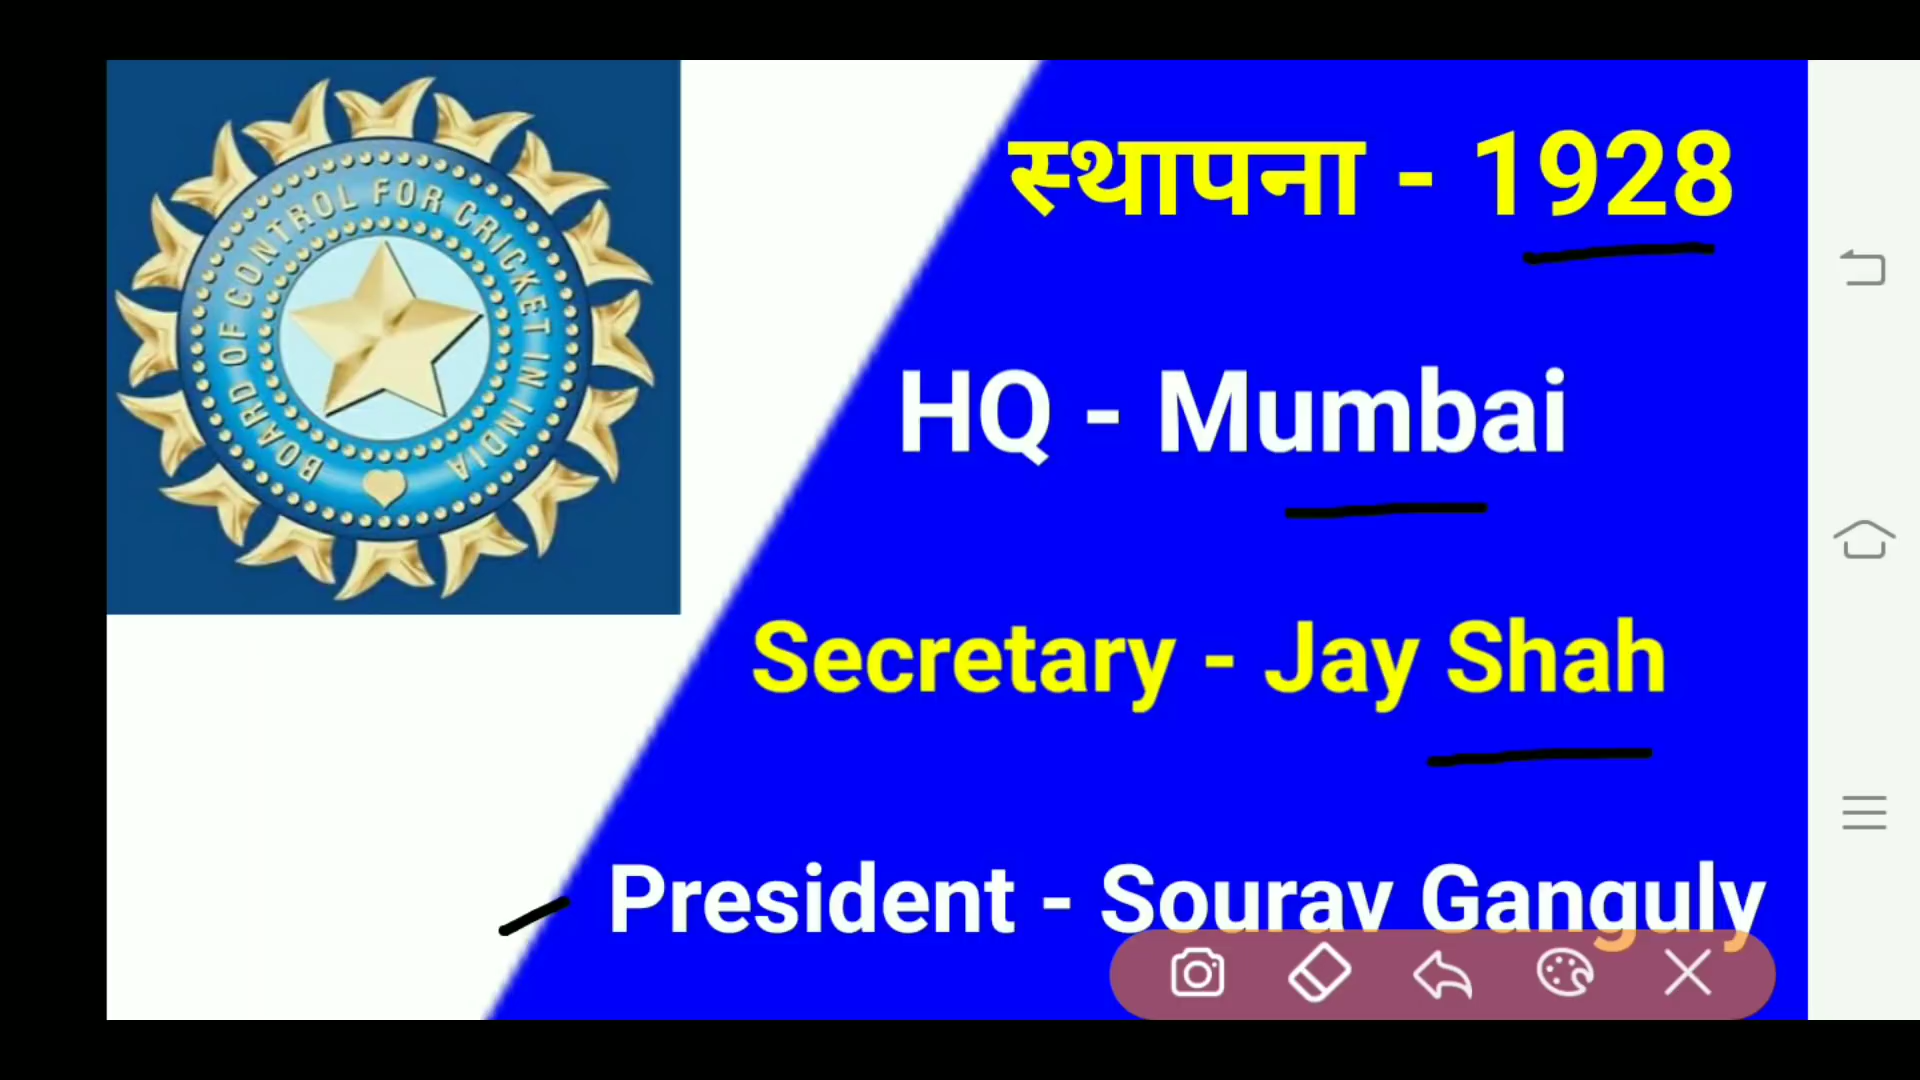 BOARD OF CONTROL FOR CRICKET IN INDIA
स्थापना - 1928
HQ - Mumbai
Secretary - Jay Shah
President - Sourav Ganguly